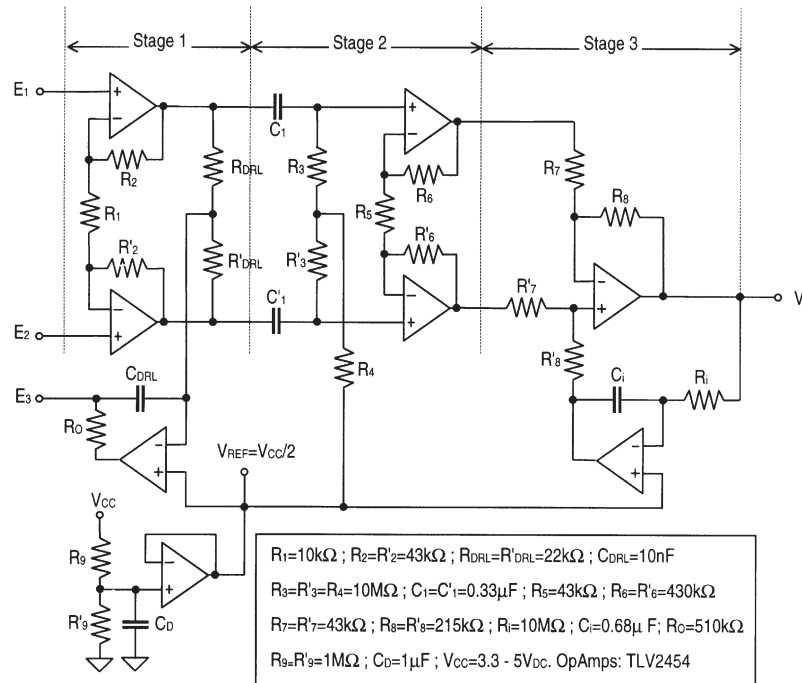 Stage 1
Stage 2
Stage 3
E1
E2
E3
C1
R2
R1
R'2
RDRL
R'DRL
R3
R'3
C'1
R5
R6
R'6
R7
R8
R'7
R'8
V
CDRL
RO
R4
Ci
Ri
VREF=VCC/2
VCC
R9
R'9
CD
R1=10kΩ ; R2=R'2=43kΩ ; RDRL=R'DRL=22kΩ ; CDRL=10nF
R3=R'3=R4=10MΩ ; C1=C'1=0.33μF ; R5=43kΩ ; R6=R'6=430kΩ
R7=R'7=43kΩ ; R8=R'8=215kΩ ; Ri=10MΩ ; Ci=0.68μ F ; RO=510kΩ
R9=R'9=1MΩ ; CD=1μF ; VCC=3.3 - 5VDC. OpAmps: TLV2454